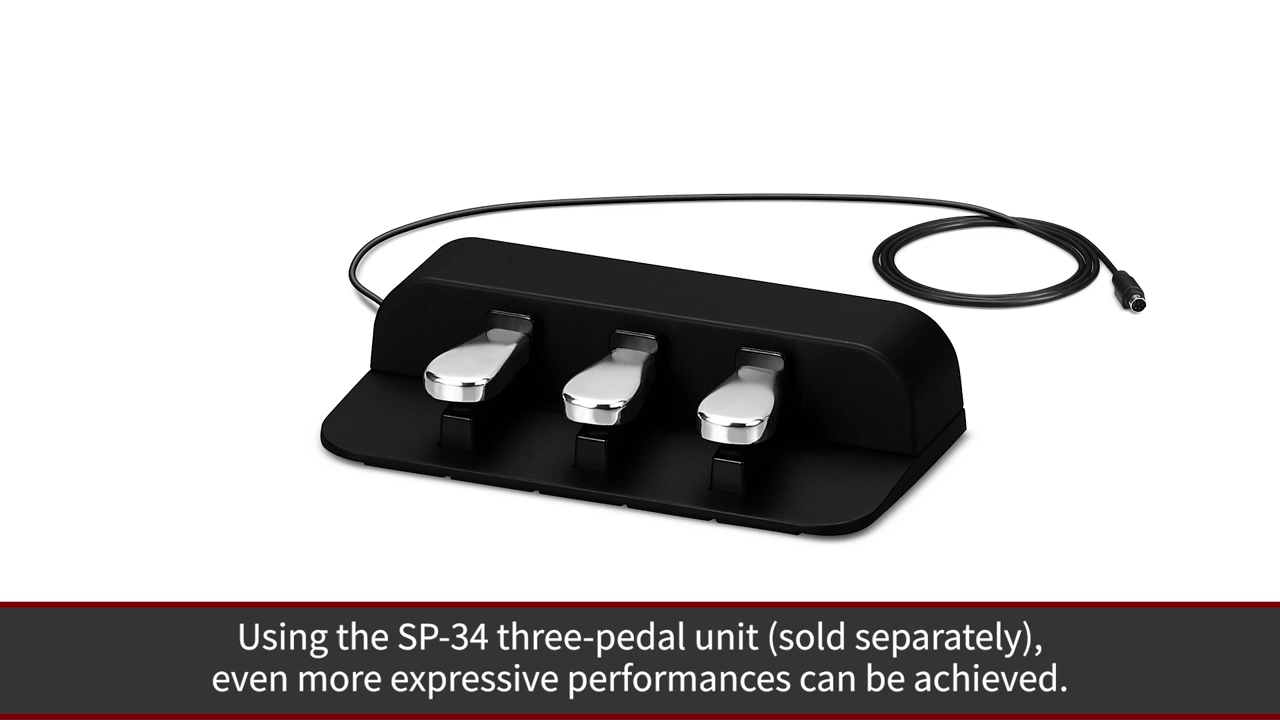 Using the SP-34 three-pedal unit (sold separately),
even more expressive performances can be achieved.